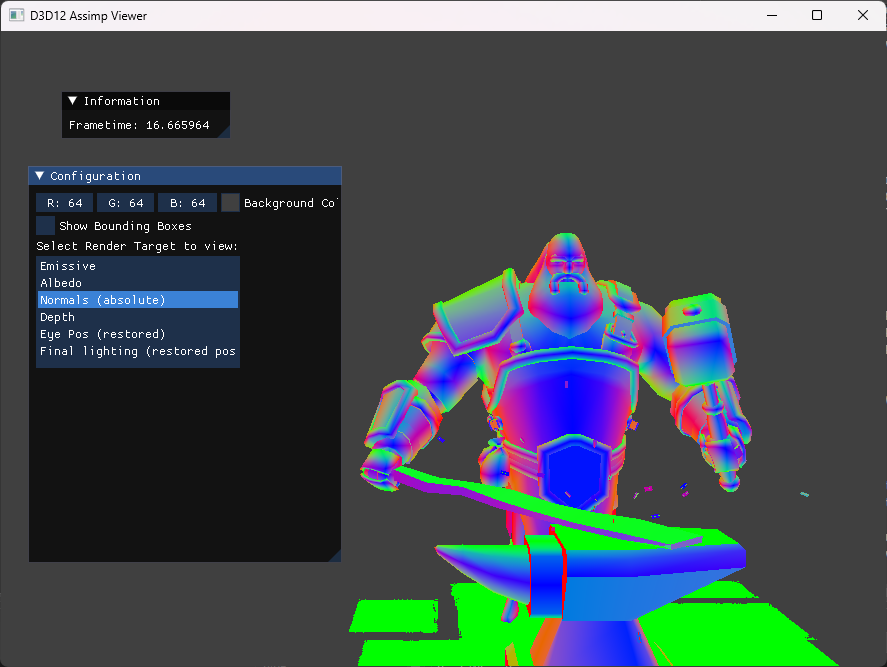 D3D12 Assimp Viewer
Information
Frametime: 16.665964
Configuration
R: 64 G: 64 B: 64 Background Co
Show Bounding Boxes
Select Render Target to view:
Emissive
Albedo
Normals (absolute)
Depth
Eye Pos (restored)
Final lighting (restored pos